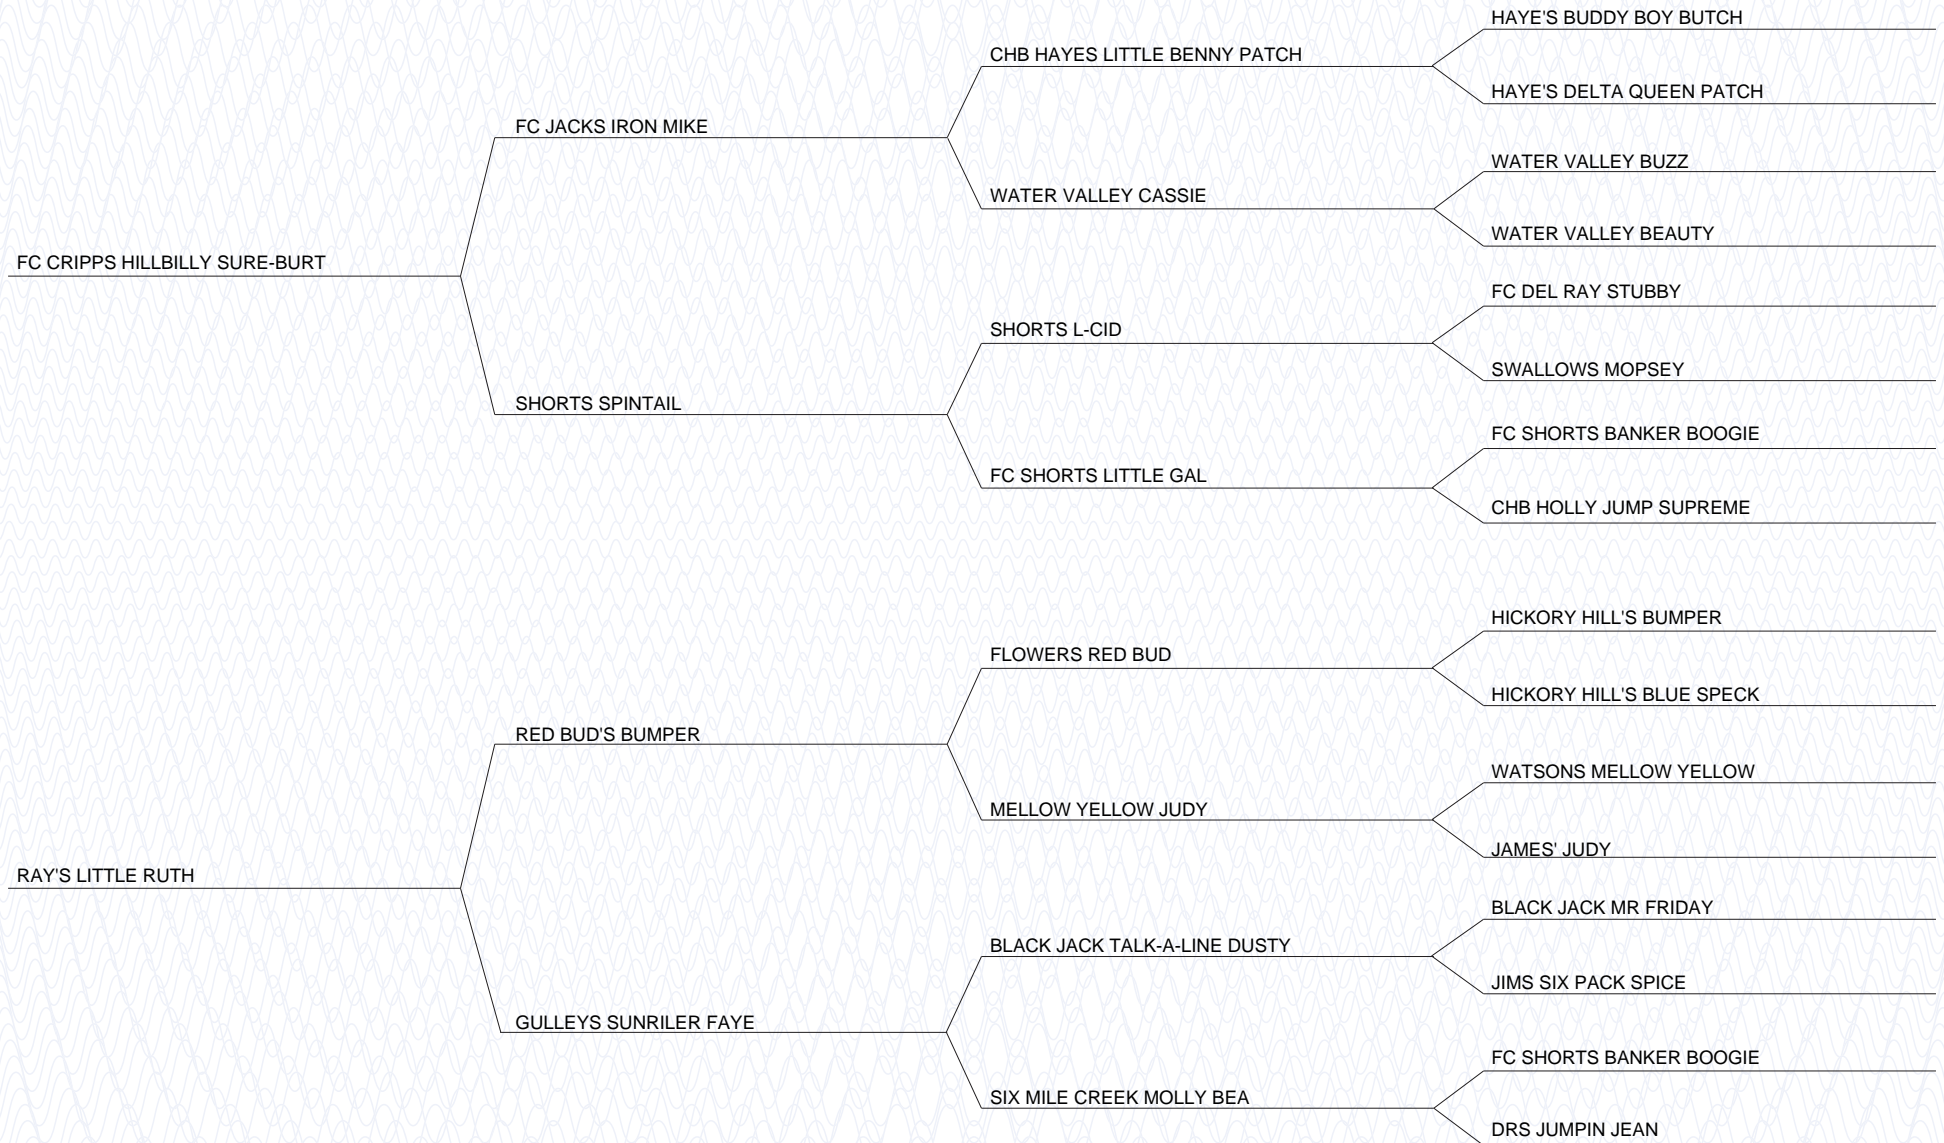 HAYE'S BUDDY BOY BUTCH
CHB HAYES LITTLE BENNY PATCH
HAYE'S DELTA QUEEN PATCH
FC JACKS IRON MIKE
WATER VALLEY BUZZ
WATER VALLEY CASSIE
WATER VALLEY BEAUTY
FC CRIPPS HILLBILLY SURE-BURT
FC DEL RAY STUBBY
SHORTS L-CID
SWALLOWS MOPSEY
SHORTS SPINTAIL
FC SHORTS BANKER BOOGIE
FC SHORTS LITTLE GAL
CHB HOLLY JUMP SUPREME
HICKORY HILL'S BUMPER
FLOWERS RED BUD
HICKORY HILL'S BLUE SPECK
RED BUD'S BUMPER
WATSONS MELLOW YELLOW
MELLOW YELLOW JUDY
JAMES' JUDY
RAY'S LITTLE RUTH
BLACK JACK MR FRIDAY
BLACK JACK TALK-A-LINE DUSTY
JIMS SIX PACK SPICE
GULLEYS SUNRILER FAYE
FC SHORTS BANKER BOOGIE
SIX MILE CREEK MOLLY BEA
DRS JUMPIN JEAN